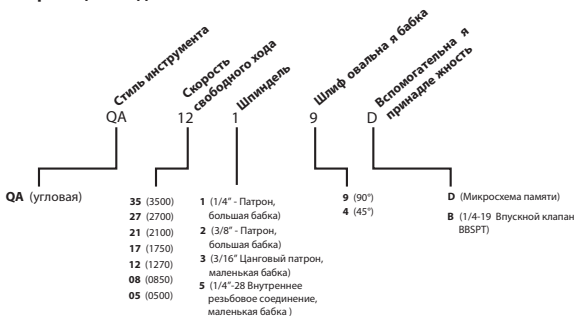 Стиль инструмента
Скорость
свободного хода
Шпиндель
Шлиф овальна я бабка
Вспомогательна я
принадле жность
QA 12 1 9 D
QA (угловая)
35 (3500)
27 (2700)
21 (2100)
17 (1750)
12 (1270)
08 (0850)
05 (0500)
1 (1/4" - Патрон,
большая бабка)
2 (3/8" - Патрон,
большая бабка)
3 (3/16" Цанговый патрон,
маленькая бабка)
5 (1/4"-28 Внутреннее
резьбовое соединение,
маленькая бабка )
9 (90°)
4 (45°)
D (Микросхема памяти)
B (1/4-19 Впускной клапан
BBSPT)